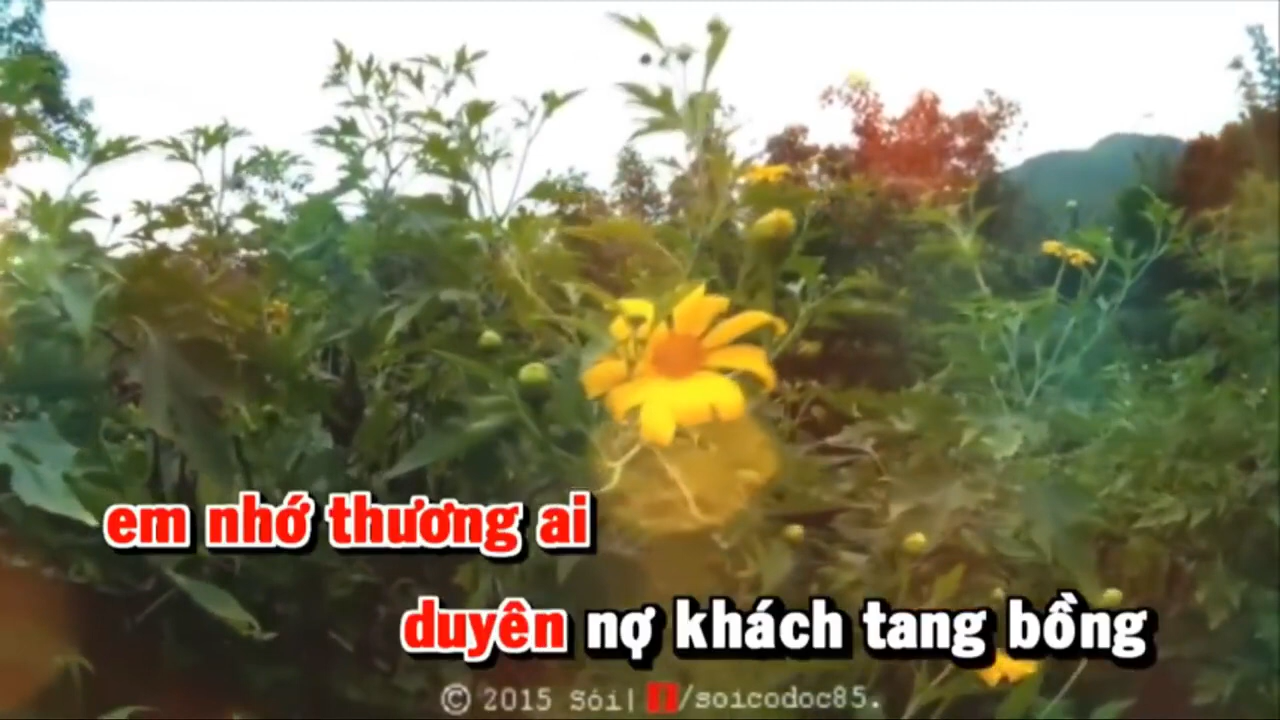 em nhớ thương ai
duyên nợ khách tang bồng
© 2015 Sói| /soicodoc85.